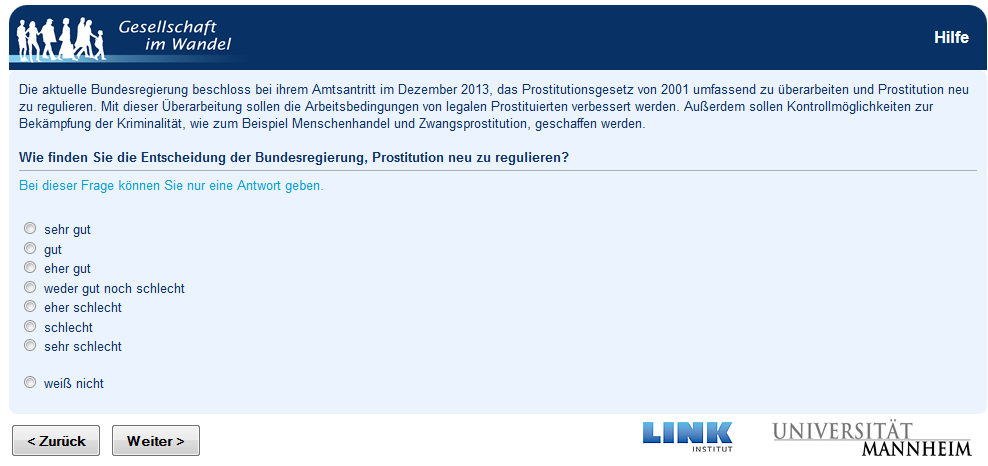 Gesellschaft
im Wandel
Hilfe
Die aktuelle Bundesregierung beschloss bei ihrem Amtsantritt im Dezember 2013, das Prostitutionsgesetz von 2001 umfassend zu überarbeiten und Prostitution neu
zu regulieren. Mit dieser Überarbeitung sollen die Arbeitsbedingungen von legalen Prostituierten verbessert werden. Außerdem sollen Kontrollmöglichkeiten zur
Bekämpfung der Kriminalität, wie zum Beispiel Menschenhandel und Zwangsprostitution, geschaffen werden.
Wie finden Sie die Entscheidung der Bundesregierung, Prostitution neu zu regulieren?
Bei dieser Frage können Sie nur eine Antwort geben.
sehr gut
gut
eher gut
weder gut noch schlecht
eher schlecht
schlecht
sehr schlecht
weiß nicht
< Zurück
Weiter >
LINK
INSTITUT
UNIVERSITÄT
MANNHEIM